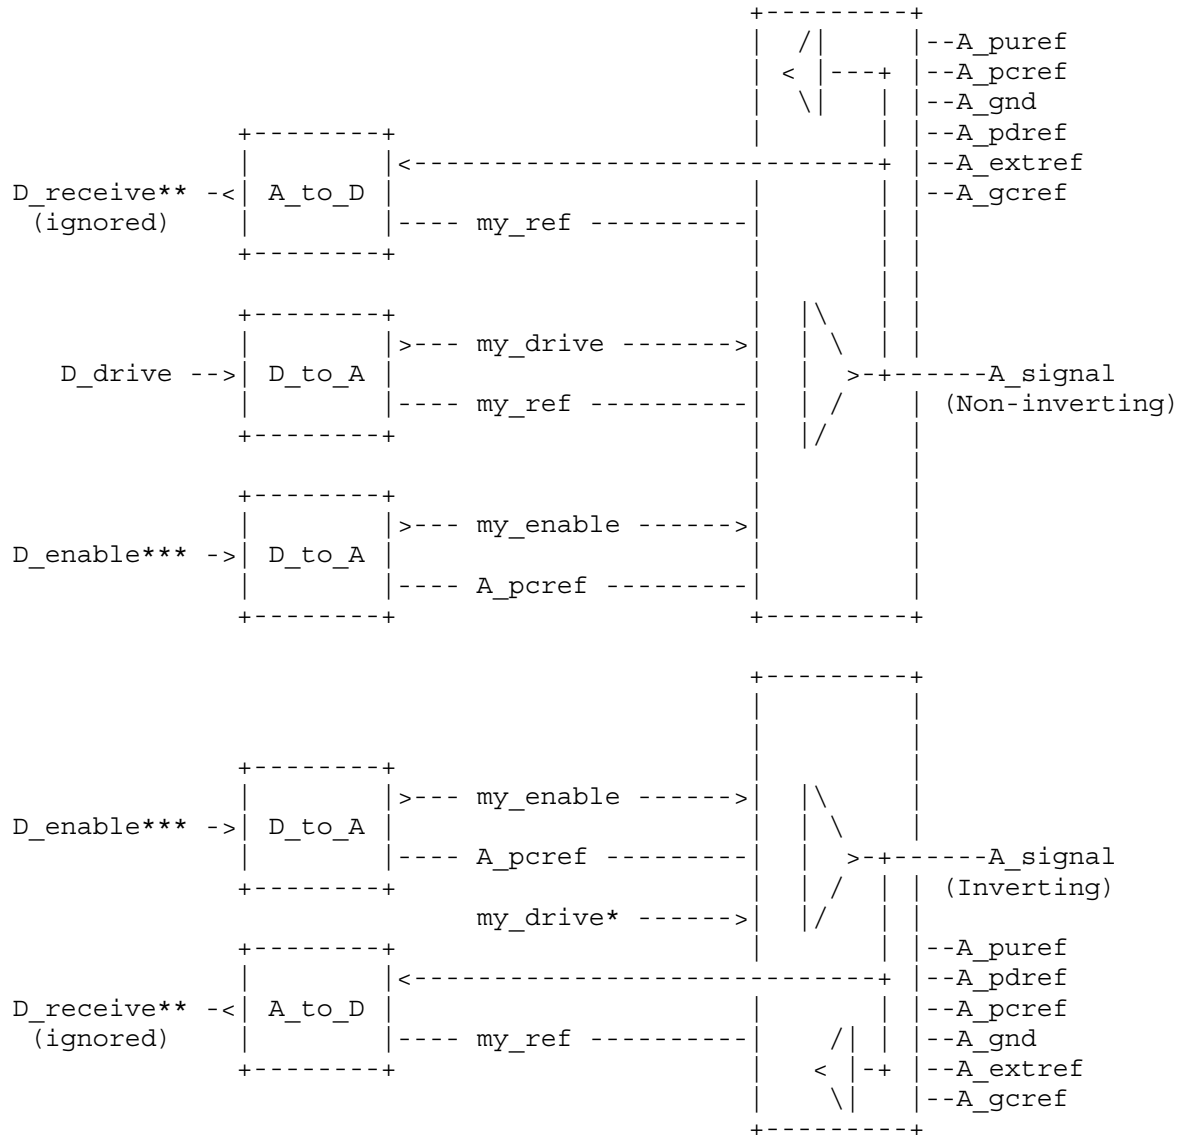 +---------+
                                                  |  /|      |--A_puref
                                                  | < |---+ |--A_pcref
                                                  |  \|   | |--A_gnd
               +--------+                         |       | |--A_pdref
               |        |<--------------------------------+ |--A_extref
D_receive** -<| A_to_D |                         |       | |--A_gcref
 (ignored)     |        |---- my_ref ----------|       | |
               +--------+                         |       | |
                                                  |       | |
               +--------+                         |  |\   | |
               |        |>--- my_drive ------->|  | \  | |
   D_drive -->| D_to_A |                         |  |  >-+------A_signal
               |        |---- my_ref ----------|  | /    | (Non-inverting)
               +--------+                         |  |/     |
                                                  |         |
               +--------+                         |         |
               |        |>--- my_enable ------>|         |
D_enable*** ->| D_to_A |                         |         |
               |        |---- A_pcref ---------|         |
               +--------+                         +---------+
                                                  +---------+
                                                  |         |
                                                  |         |
               +--------+                         |         |
               |        |>--- my_enable ------>|  |\     |
D_enable*** ->| D_to_A |                         |  | \    |
               |        |---- A_pcref ---------|  |  >-+------A_signal
               +--------+                         |  | /  | | (Inverting)
                               my_drive* ------>|  |/   | |
               +--------+                         |       | |--A_puref
               |        |<--------------------------------+ |--A_pdref
D_receive** -<| A_to_D |                         |       | |--A_pcref
 (ignored)     |        |---- my_ref ----------|    /| | |--A_gnd
               +--------+                         |   < |-+ |--A_extref
                                                  |    \|   |--A_gcref
                                                  +---------+